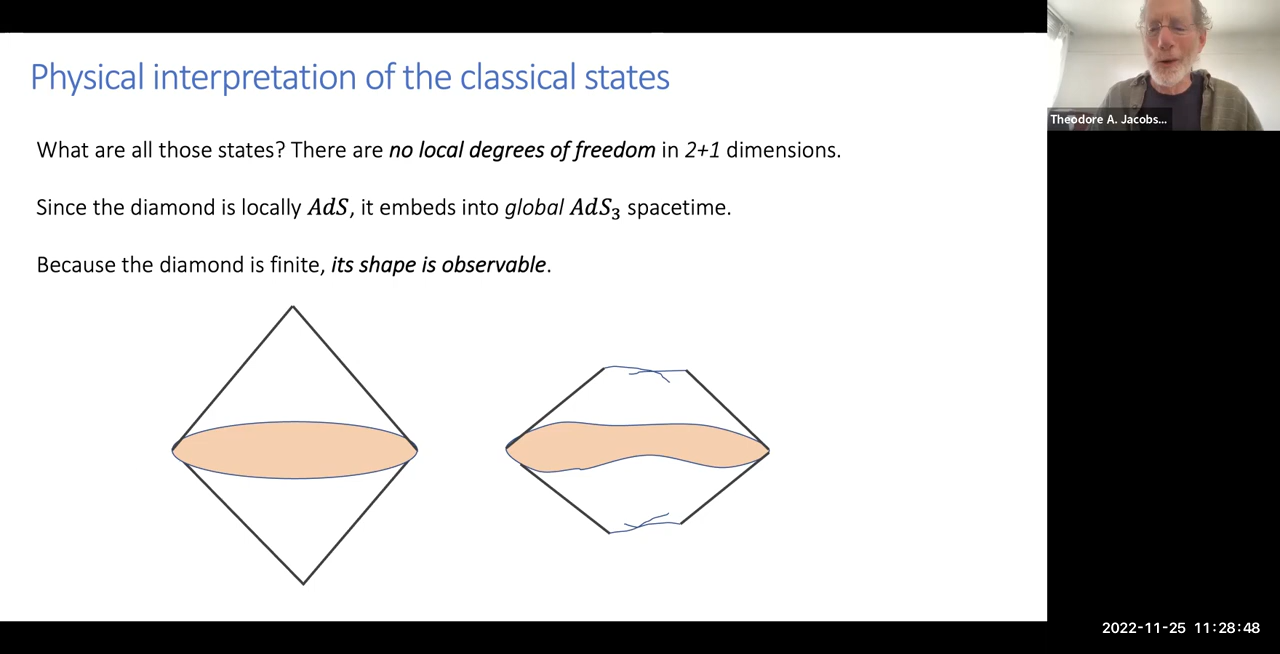 Physical interpretation of the classical states
Theodore A. Jacobs...
What are all those states? There are no local degrees of freedom in 2+1 dimensions.
Since the diamond is locally AdS, it embeds into global AdS₃ spacetime.
Because the diamond is finite, its shape is observable.
2022-11-25 11:28:48